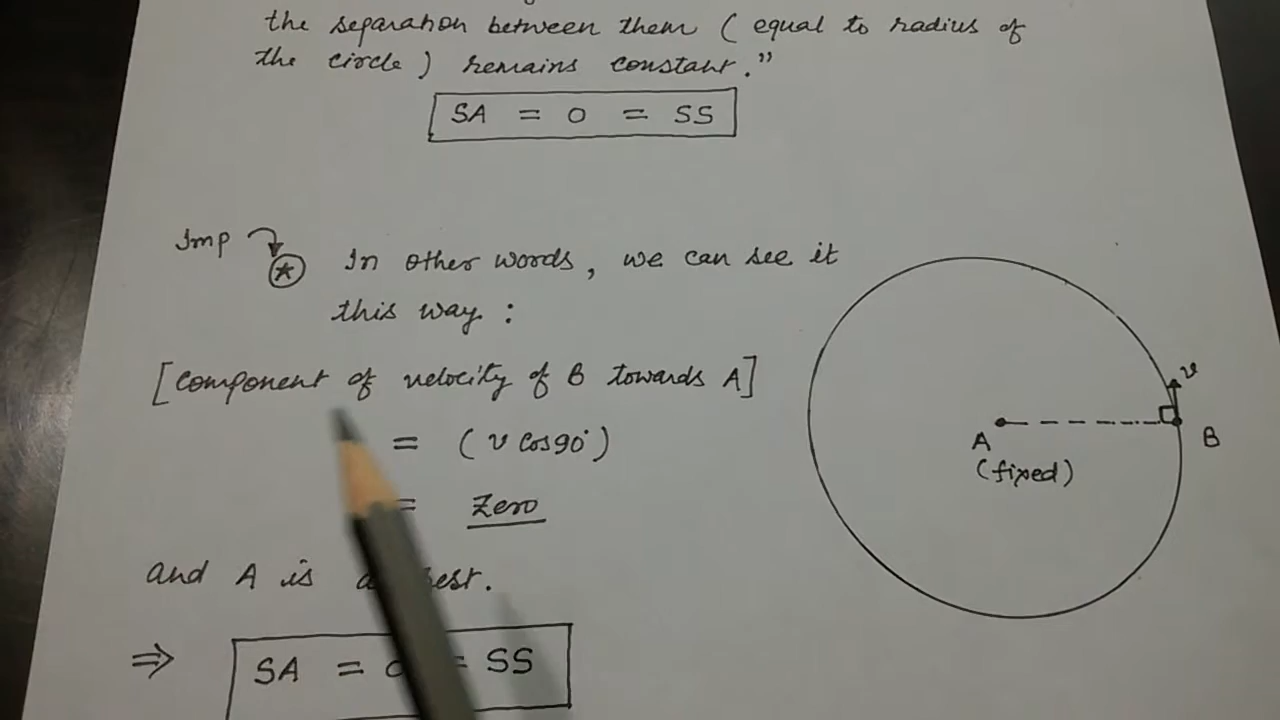 the separation between them ( equal to radius of
the circle ) remains constant."
SA = 0 = SS
Imp
In other words, we can see it
this way :
[component of velocity of B towards A]
= ( v cos90° )
= Zero
and A is rest.
⇒ SA = = SS
v
A
B
(fixed)